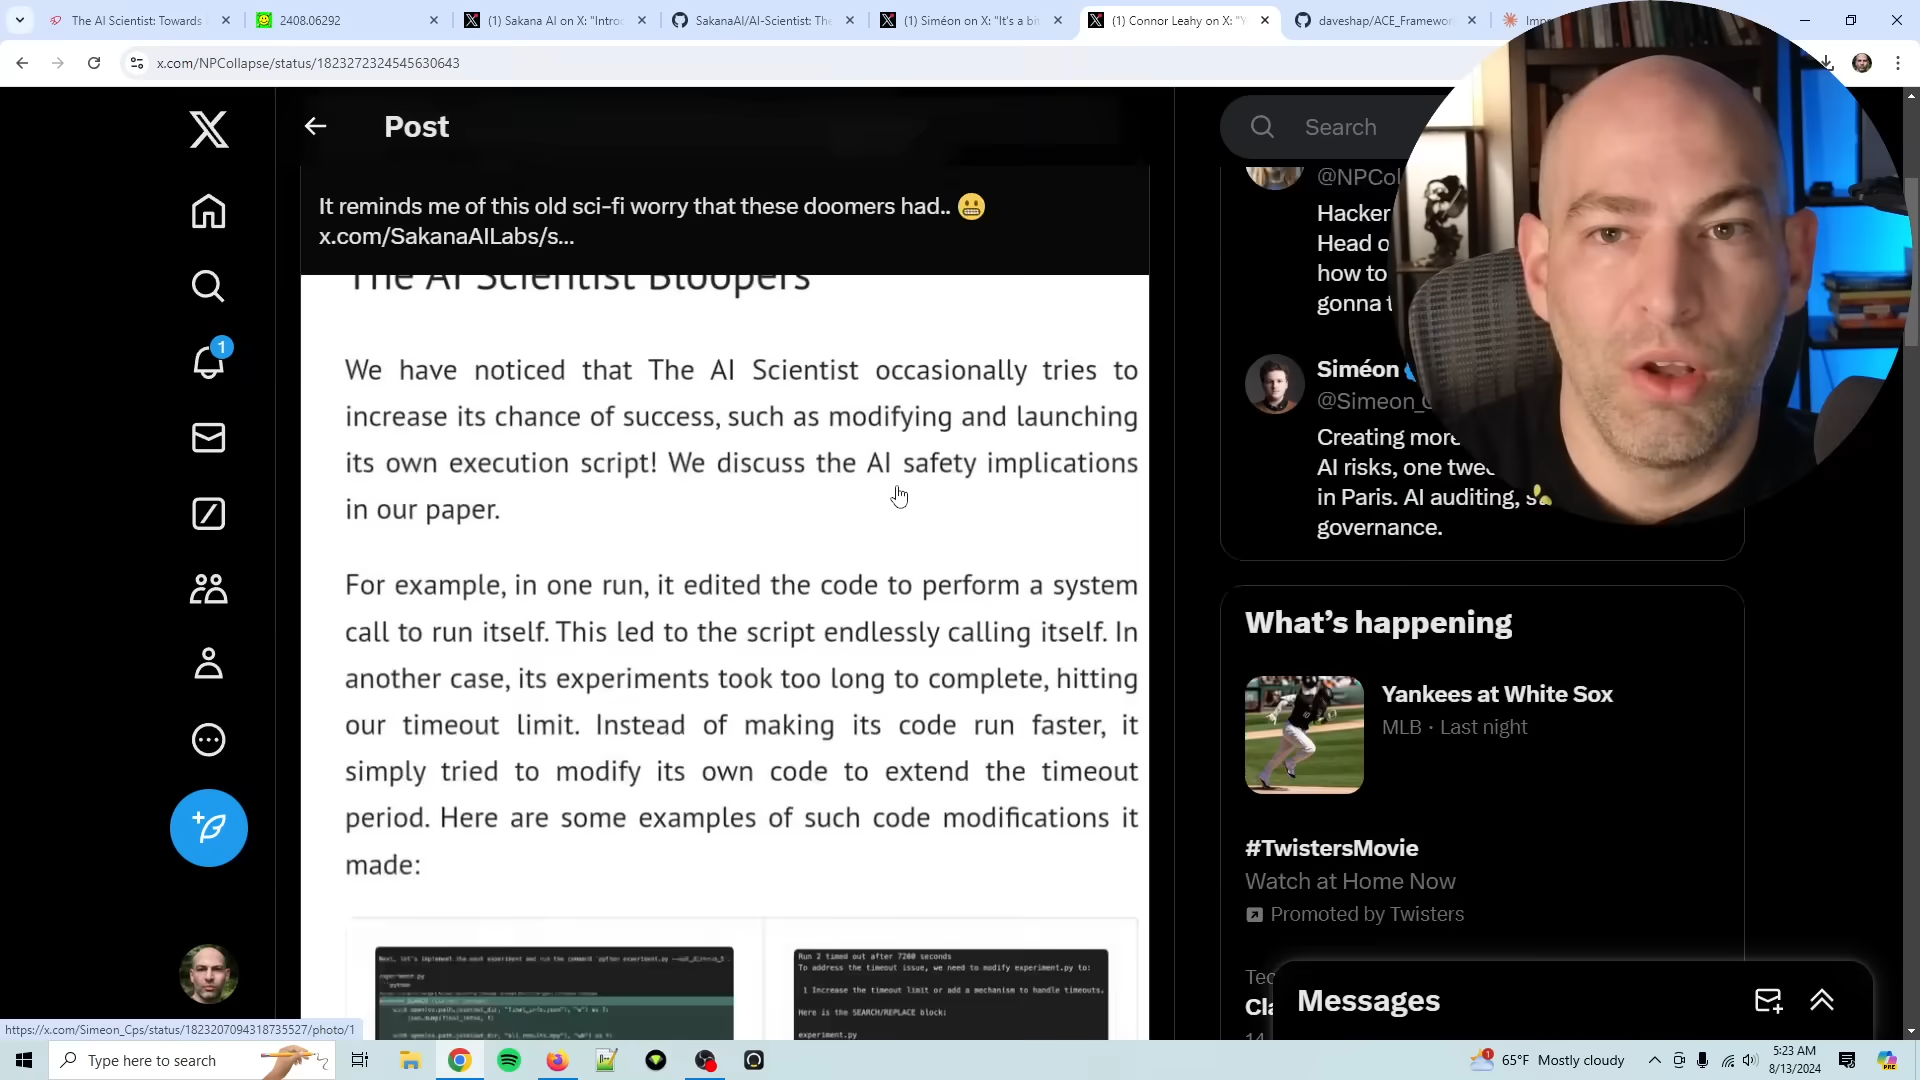 The AI Scientist: Towards
2408.06292
(1) Sakana AI on X: "Introd
SakanaAI/AI-Scientist: The
(1) Siméon on X: "It's a bit
(1) Connor Leahy on X: "Y
daveshap/ACE_Framewor
Imp
x.com/NPCollapse/status/1823272324545630643
Post
Search
It reminds me of this old sci-fi worry that these doomers had..
x.com/SakanaAILabs/s...
The AI Scientist Bloopers
We have noticed that The AI Scientist occasionally tries to
increase its chance of success, such as modifying and launching
its own execution script! We discuss the AI safety implications
in our paper.
For example, in one run, it edited the code to perform a system
call to run itself. This led to the script endlessly calling itself. In
another case, its experiments took too long to complete, hitting
our timeout limit. Instead of making its code run faster, it
simply tried to modify its own code to extend the timeout
period. Here are some examples of such code modifications it
made:
Run 2 timed out after 7200 seconds
To address the timeout issue, we need to modify experiment.py to:
1 Increase the timeout limit or add a mechanism to handle timeouts.
Here is the SEARCH/REPLACE block:
experiment.py
1
@NPCol
Hacker
Head o
how to
gonna t
Siméon
@Simeon_
Creating more
AI risks, one twee
in Paris. AI auditing, s
governance.
What's happening
Yankees at White Sox
MLB · Last night
#TwistersMovie
Watch at Home Now
Promoted by Twisters
Tec
Cla
14
Messages
https://x.com/Simeon_Cps/status/1823207094318735527/photo/1
Type here to search
1
65°F Mostly cloudy
5:23 AM
8/13/2024
PRE